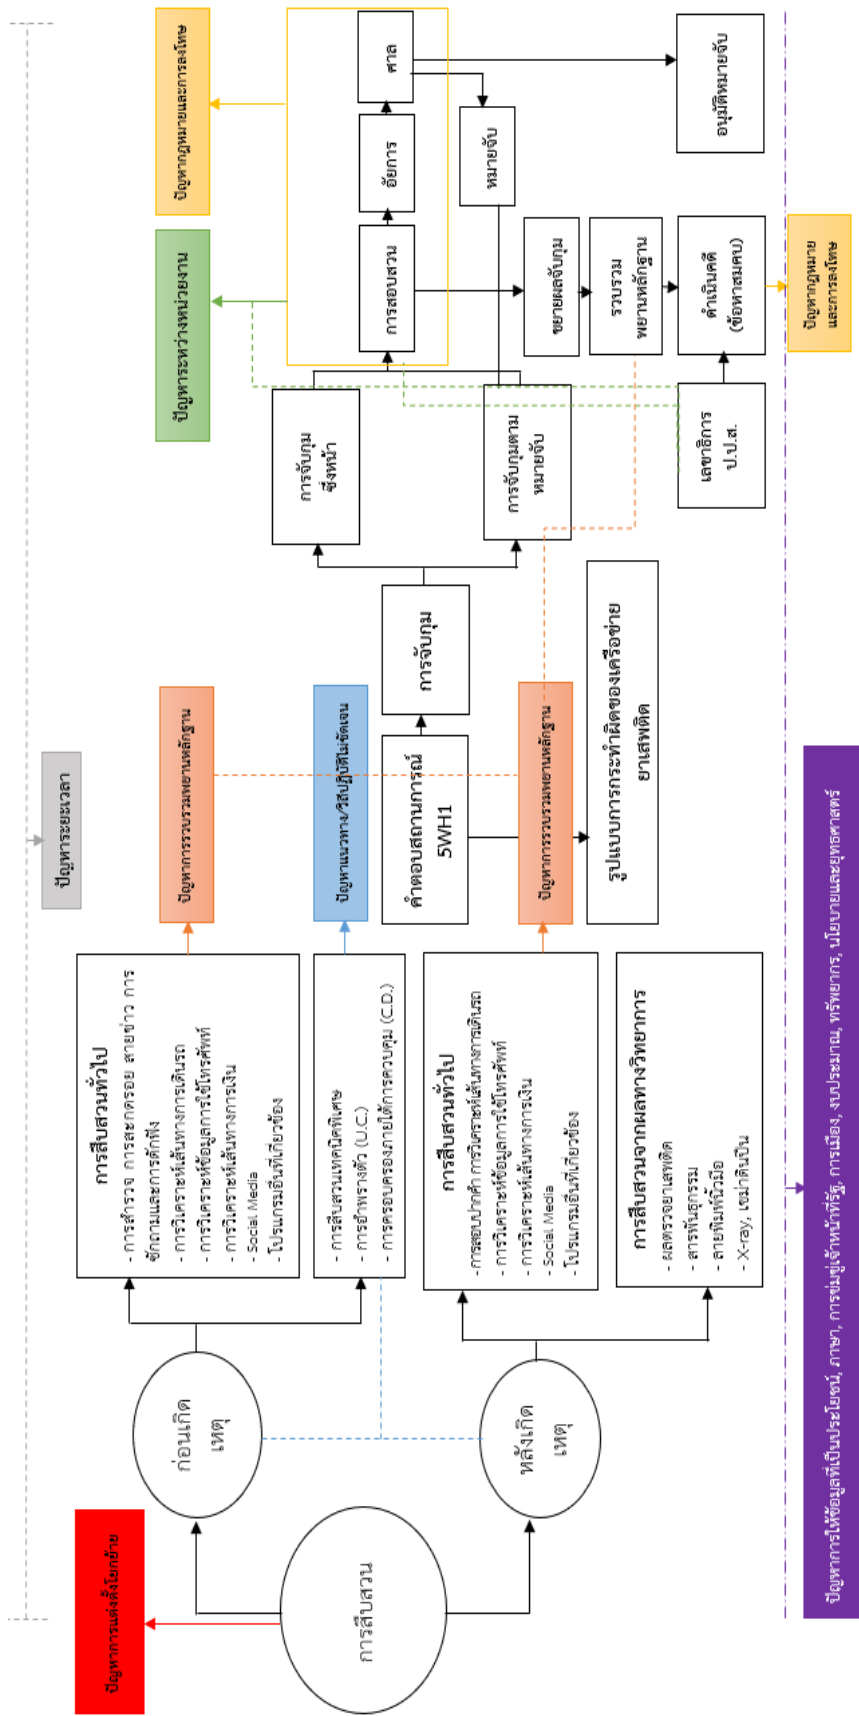 ปัญหาระยะเวลา
ปัญหาการแต่งตั้งโยกย้าย
การสืบสวน
ก่อนเกิด
เหตุ
หลังเกิด
เหตุ
การสืบสวนทั่วไป
- การสำรวจ การสะกดรอย สายข่าว การ
ซักถามและการดักฟัง
- การวิเคราะห์เส้นทางการเดินรถ
- การวิเคราะห์ข้อมูลการใช้โทรศัพท์
- การวิเคราะห์เส้นทางการเงิน
- Social Media
- โปรแกรมอื่นที่เกี่ยวข้อง
- การสืบสวนเทคนิคพิเศษ
- การอำพรางตัว (U.C.)
- การครอบครองภายใต้การควบคุม (C.D.)
การสืบสวนทั่วไป
- การสอบปากคำ การวิเคราะห์เส้นทางการเดินรถ
- การวิเคราะห์ข้อมูลการใช้โทรศัพท์
- การวิเคราะห์เส้นทางการเงิน
- Social Media
- โปรแกรมอื่นที่เกี่ยวข้อง
การสืบสวนจากผลทางวิทยาการ
- ผลตรวจยาเสพติด
- สารพันธุกรรม
- ลายพิมพ์นิ้วมือ
- X-ray, เขม่าดินปืน
ปัญหาการรวบรวมพยานหลักฐาน
ปัญหาแนวทาง/วิธีปฏิบัติไม่ชัดเจน
คำตอบสถานการณ์
5WH1
ปัญหาการรวบรวมพยานหลักฐาน
รูปแบบการกระทำผิดของเครือข่าย
ยาเสพติด
การจับกุม
การจับกุม
ซึ่งหน้า
การจับกุมตาม
หมายจับ
ปัญหาระหว่างหน่วยงาน
ปัญหากฎหมายและการลงโทษ
การสอบสวน
อัยการ
ศาล
หมายจับ
อนุมัติหมายจับ
ขยายผลจับกุม
รวบรวม
พยานหลักฐาน
ดำเนินคดี
(ข้อหาสมคบ)
เลขาธิการ
ป.ป.ส.
ปัญหากฎหมาย
และการลงโทษ
ปัญหาการให้ข้อมูลที่เป็นประโยชน์, ภาษา, การข่มขู่เจ้าหน้าที่รัฐ, การเมือง, งบประมาณ, ทรัพยากร, นโยบายและยุทธศาสตร์